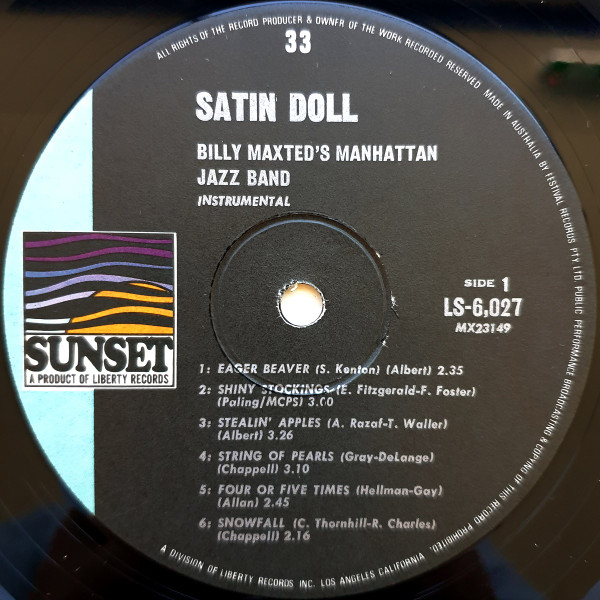 ALL RIGHTS OF THE RECORD PRODUCER & OWNER OF THE WORK RECORDED RESERVED. MADE IN AUSTRALIA BY FESTIVAL RECORDS PTY LTD. PUBLIC PERFORMANCE BROADCASTING & COPYING OF THIS RECORD PROHIBITED.
33
SATIN DOLL
BILLY MAXTED'S MANHATTAN
JAZZ BAND
INSTRUMENTAL
SIDE 1
LS-6,027
MX23149
SUNSET
A PRODUCT OF LIBERTY RECORDS
1: EAGER BEAVER (S. Kenton) (Albert) 2.35
2: SHINY STOCKINGS (E. Fitzgerald-F. Foster)
(Paling/MCPS) 3.00
3: STEALIN' APPLES (A. Razaf-T. Waller)
(Albert) 3.26
4: STRING OF PEARLS (Gray-DeLange)
(Chappell) 3.10
5: FOUR OR FIVE TIMES (Hellman-Gay)
(Allan) 2.45
6: SNOWFALL (C. Thornhill-R. Charles)
(Chappell) 2.16
A DIVISION OF LIBERTY RECORDS INC. LOS ANGELES CALIFORNIA.